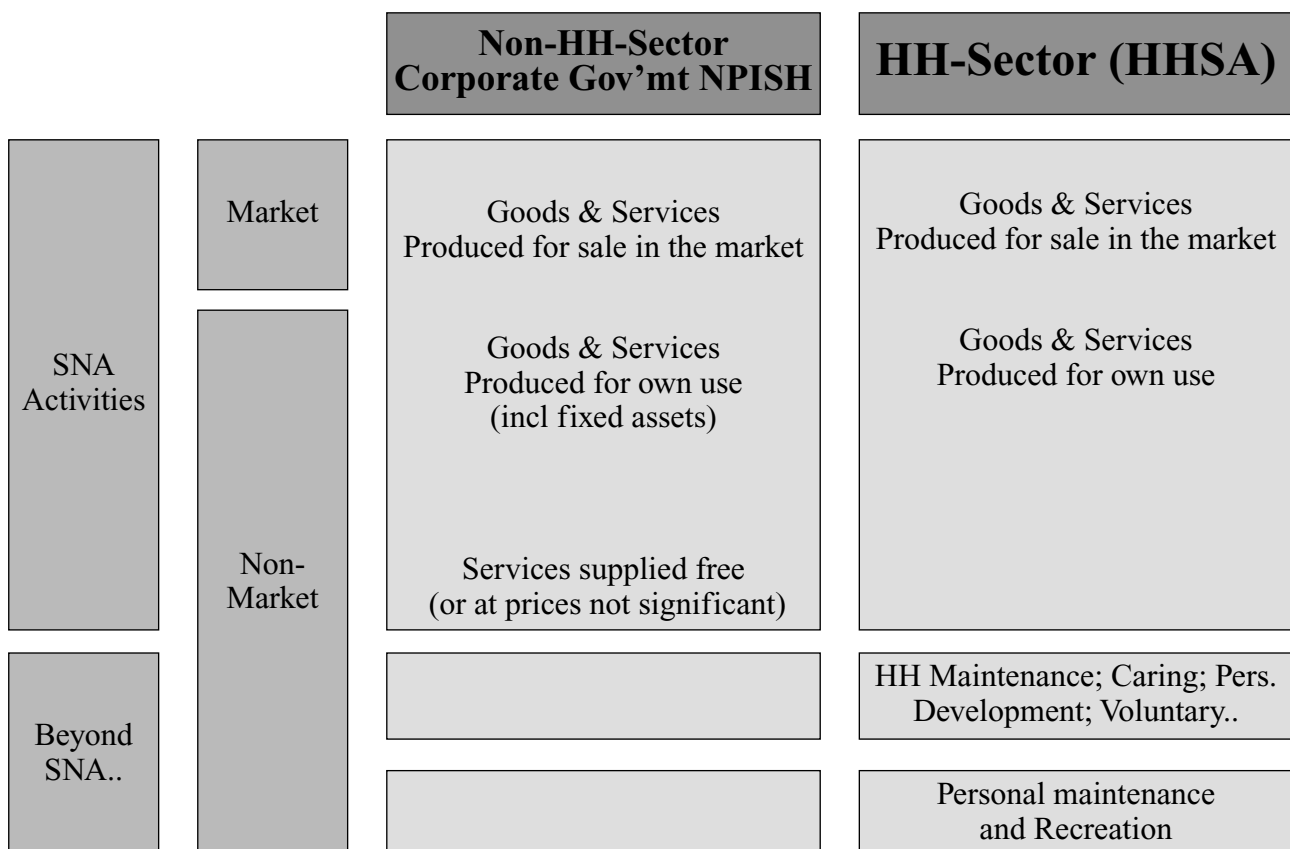 Non-HH-Sector
Corporate Gov’mt NPISH
HH-Sector (HHSA)
SNA
Activities
Market
Goods & Services
Produced for sale in the market
Goods & Services
Produced for sale in the market
Non-
Market
Goods & Services
Produced for own use
(incl fixed assets)
Services supplied free
(or at prices not significant)
Goods & Services
Produced for own use
Beyond
SNA..
HH Maintenance; Caring; Pers.
Development; Voluntary..
Personal maintenance
and Recreation